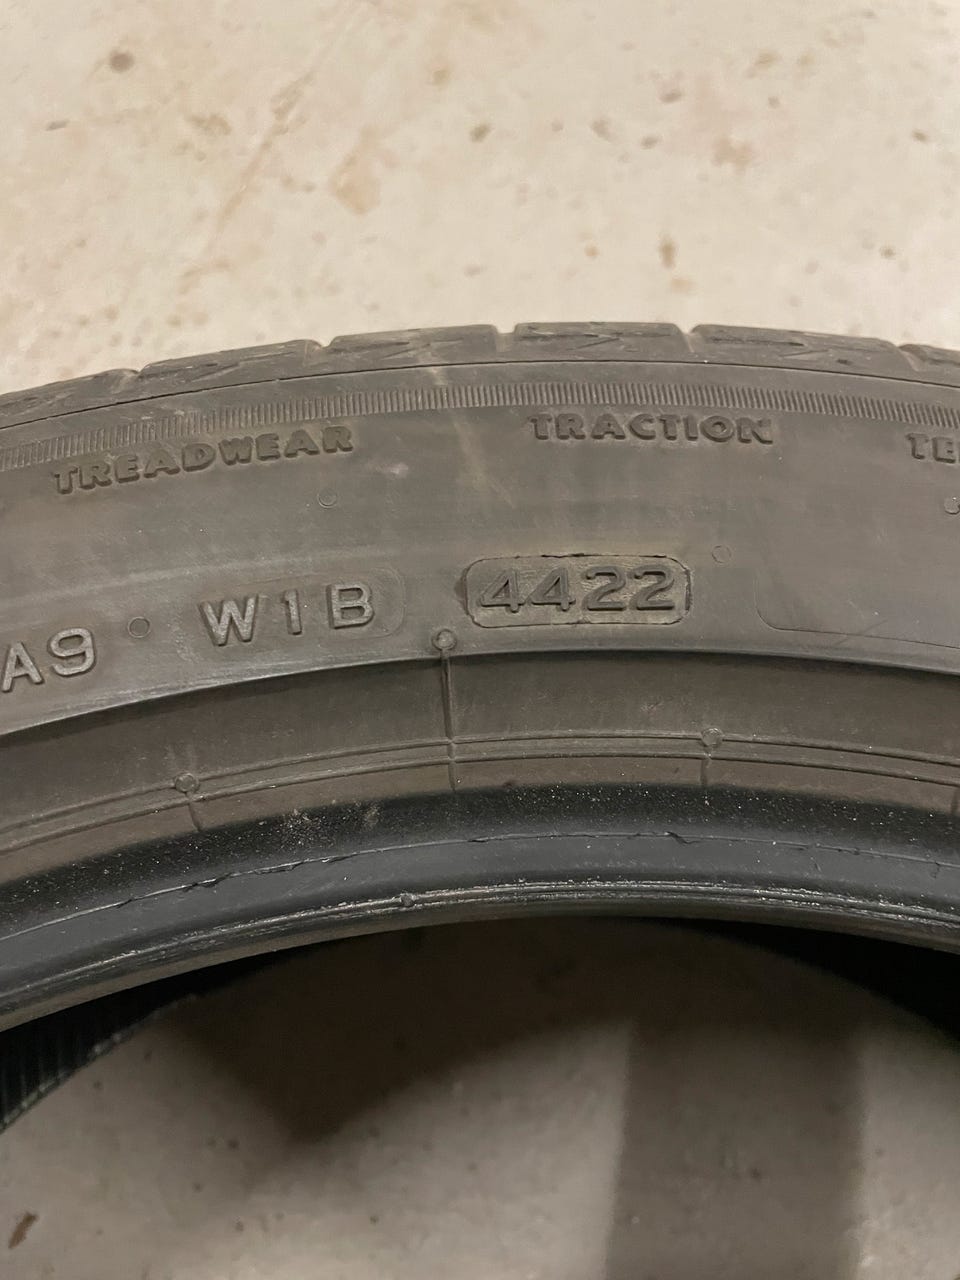 TREADWEAR TRACTION
A9 W1B 4422